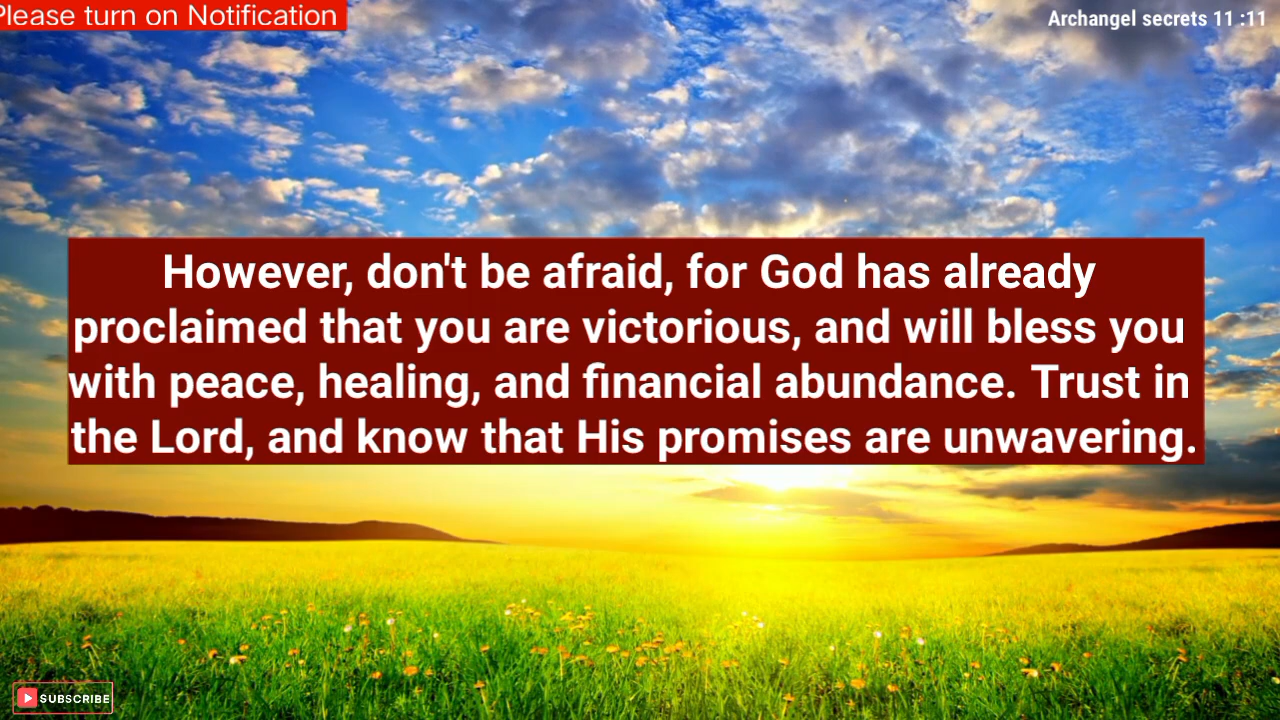 Please turn on Notification
Archangel secrets 11 :11
However, don't be afraid, for God has already
proclaimed that you are victorious, and will bless you
with peace, healing, and financial abundance. Trust in
the Lord, and know that His promises are unwavering.
SUBSCRIBE